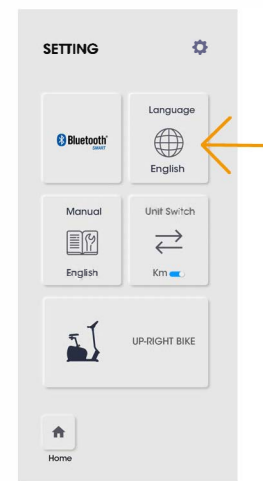 SETTING
Bluetooth®
SMART
Language
English
Manual
English
Unit Switch
Km
UP-RIGHT BIKE
Home